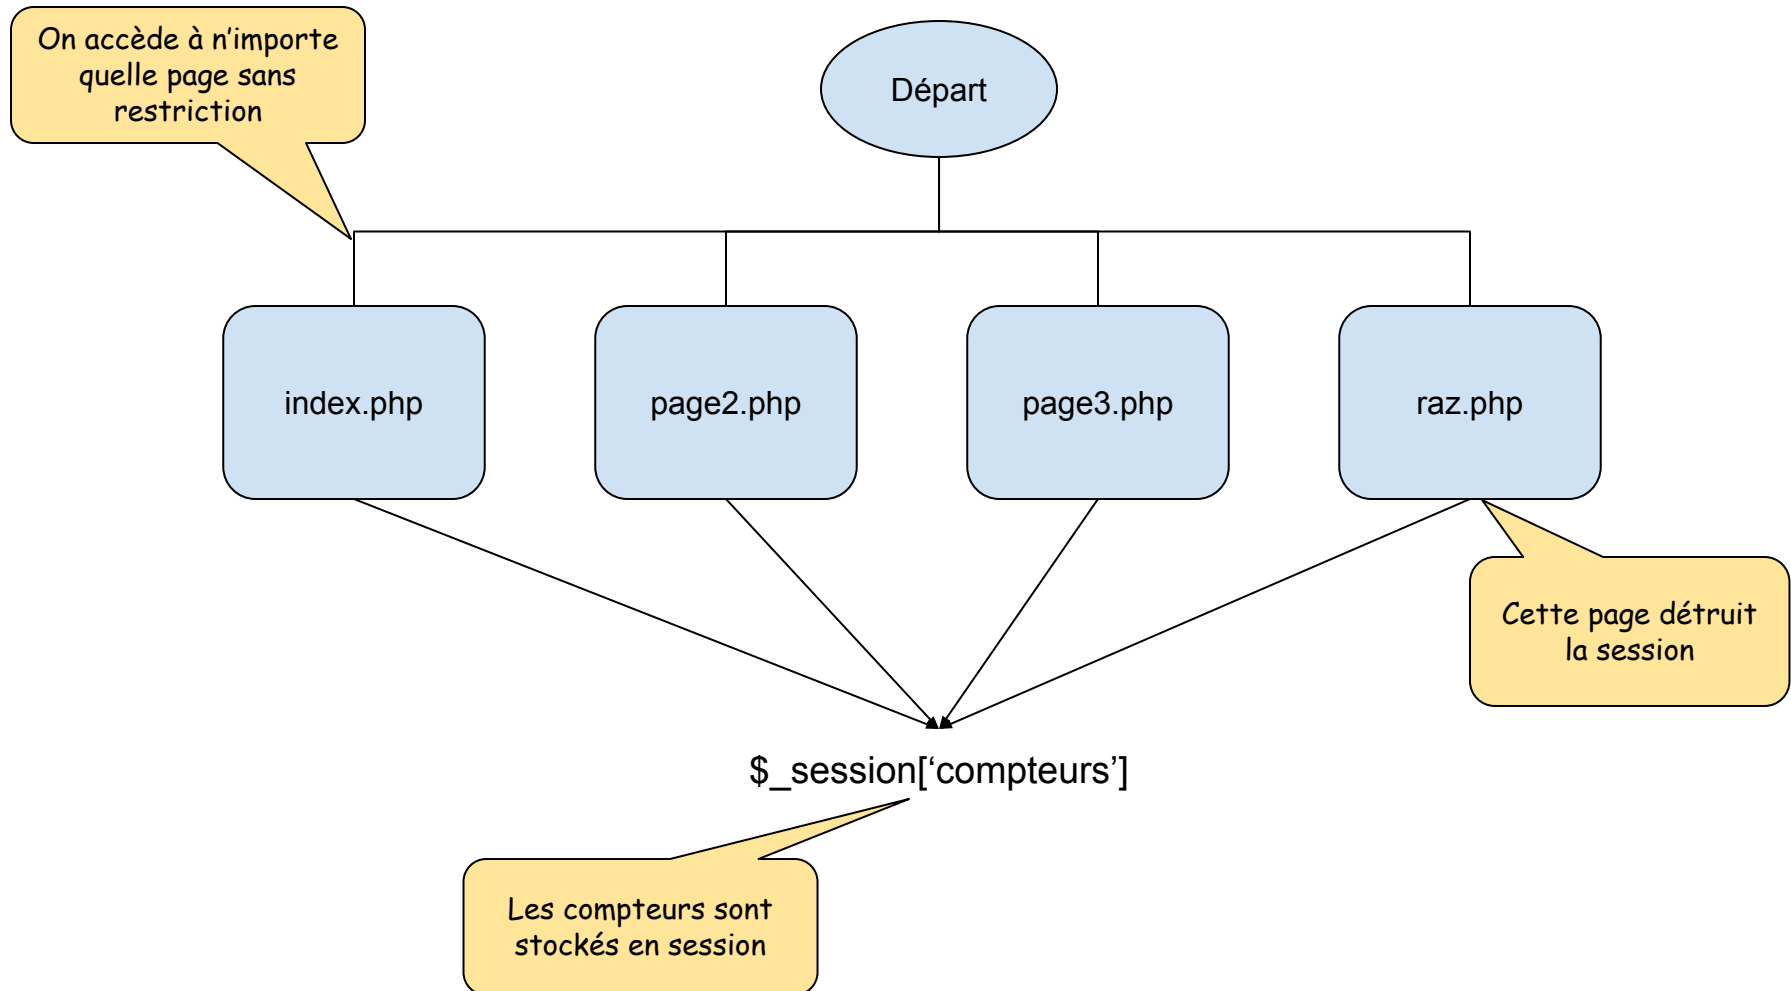 On accède à n’importe
quelle page sans
restriction
Départ
index.php
page2.php
page3.php
raz.php
Cette page détruit
la session
$_session[‘compteurs’]
Les compteurs sont
stockés en session